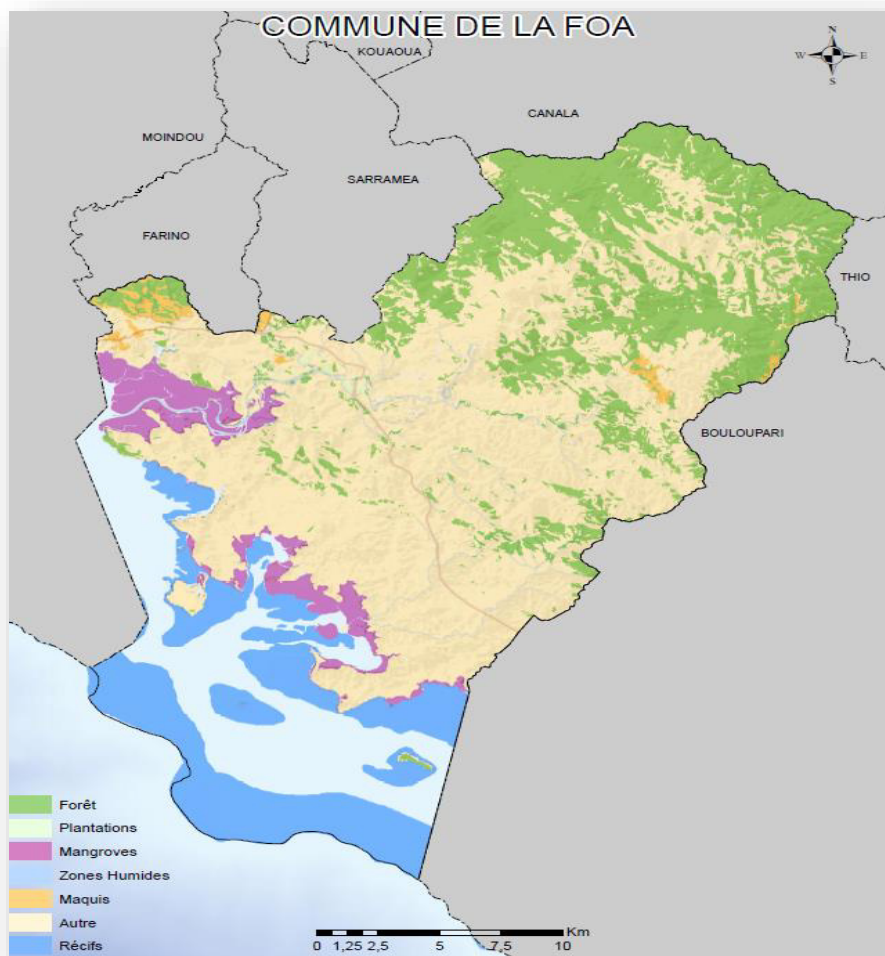 COMMUNE DE LA FOA
KOUAOUA
N
W E
S
CANALA
MOINDOU
SARRAMEA
FARINO
THIO
BOULOUPARI
Forêt
Plantations
Mangroves
Zones Humides
Maquis
Autre
Récifs
Km
0 1,25 2,5 5 7,5 10